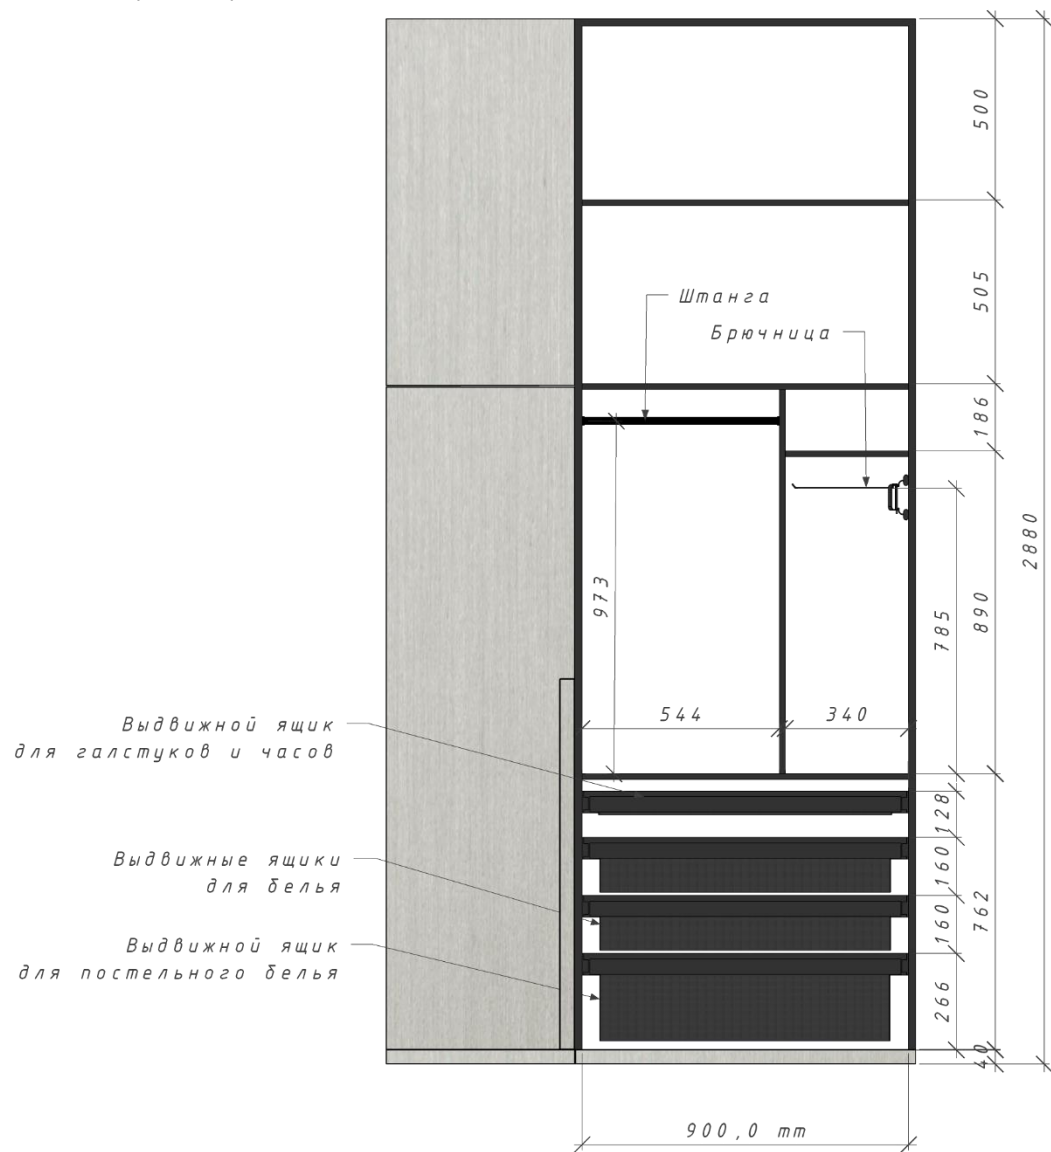 500
505
Штанга
Брючница
186
2880
973
785
890
544
340
Выдвижной ящик
для галстуков и часов
128
160
Выдвижные ящики
для белья
160
762
Выдвижной ящик
для постельного белья
266
40
900,0 mm